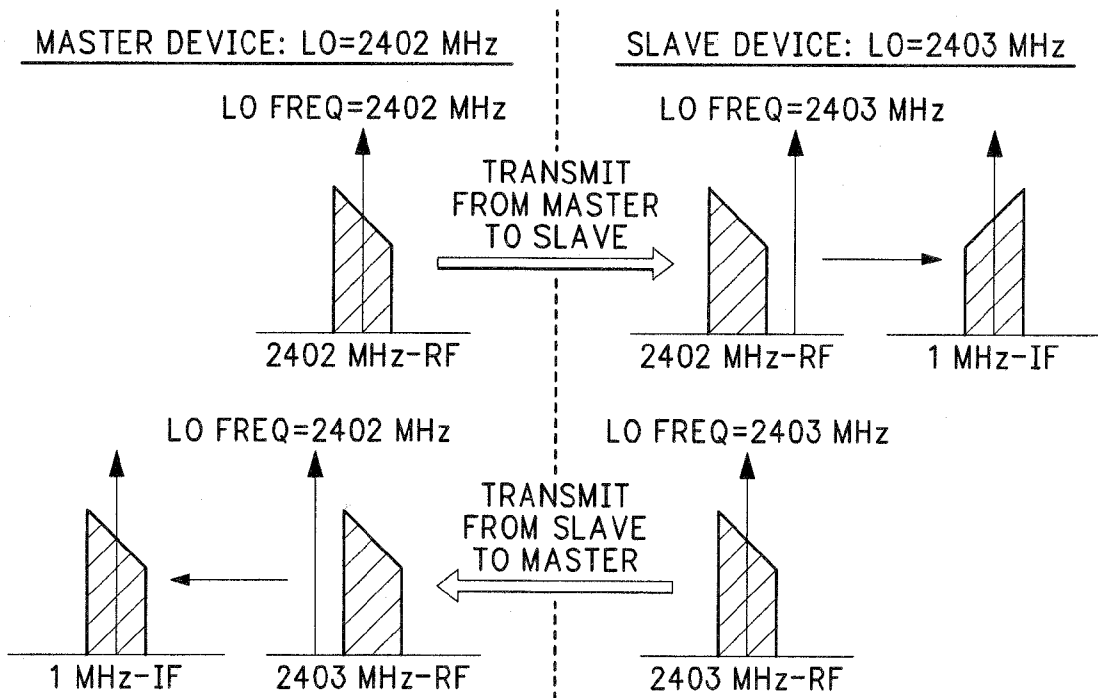 MASTER DEVICE: LO=2402 MHz
SLAVE DEVICE: LO=2403 MHz
LO FREQ=2402 MHz
TRANSMIT
FROM MASTER
TO SLAVE
LO FREQ=2403 MHz
2402 MHz-RF
2402 MHz-RF
1 MHz-IF
LO FREQ=2402 MHz
TRANSMIT
FROM SLAVE
TO MASTER
LO FREQ=2403 MHz
1 MHz-IF
2403 MHz-RF
2403 MHz-RF